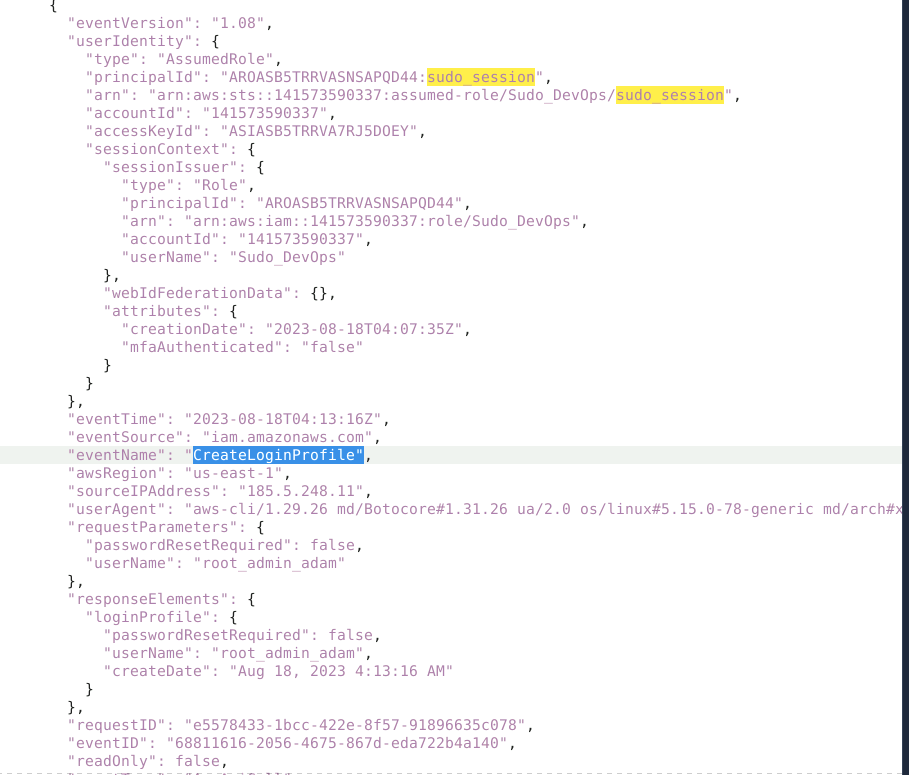 {
"eventVersion": "1.08",
"userIdentity": {
"type": "AssumedRole",
"principalId": "AROASB5TRRVASNSAPQD44:sudo_session",
"arn": "arn:aws:sts::141573590337:assumed-role/Sudo_DevOps/sudo_session",
"accountId": "141573590337",
"accessKeyId": "ASIASB5TRRVA7RJ5DOEY",
"sessionContext": {
"sessionIssuer": {
"type": "Role",
"principalId": "AROASB5TRRVASNSAPQD44",
"arn": "arn:aws:iam::141573590337:role/Sudo_DevOps",
"accountId": "141573590337",
"userName": "Sudo_DevOps"
},
"webIdFederationData": {},
"attributes": {
"creationDate": "2023-08-18T04:07:35Z",
"mfaAuthenticated": "false"
}
}
},
"eventTime": "2023-08-18T04:13:16Z",
"eventSource": "iam.amazonaws.com",
"eventName": "CreateLoginProfile",
"awsRegion": "us-east-1",
"sourceIPAddress": "185.5.248.11",
"userAgent": "aws-cli/1.29.26 md/Botocore#1.31.26 ua/2.0 os/linux#5.15.0-78-generic md/arch#x
"requestParameters": {
"passwordResetRequired": false,
"userName": "root_admin_adam"
},
"responseElements": {
"loginProfile": {
"passwordResetRequired": false,
"userName": "root_admin_adam",
"createDate": "Aug 18, 2023 4:13:16 AM"
}
},
"requestID": "e5578433-1bcc-422e-8f57-91896635c078",
"eventID": "68811616-2056-4675-867d-eda722b4a140",
"readOnly": false,